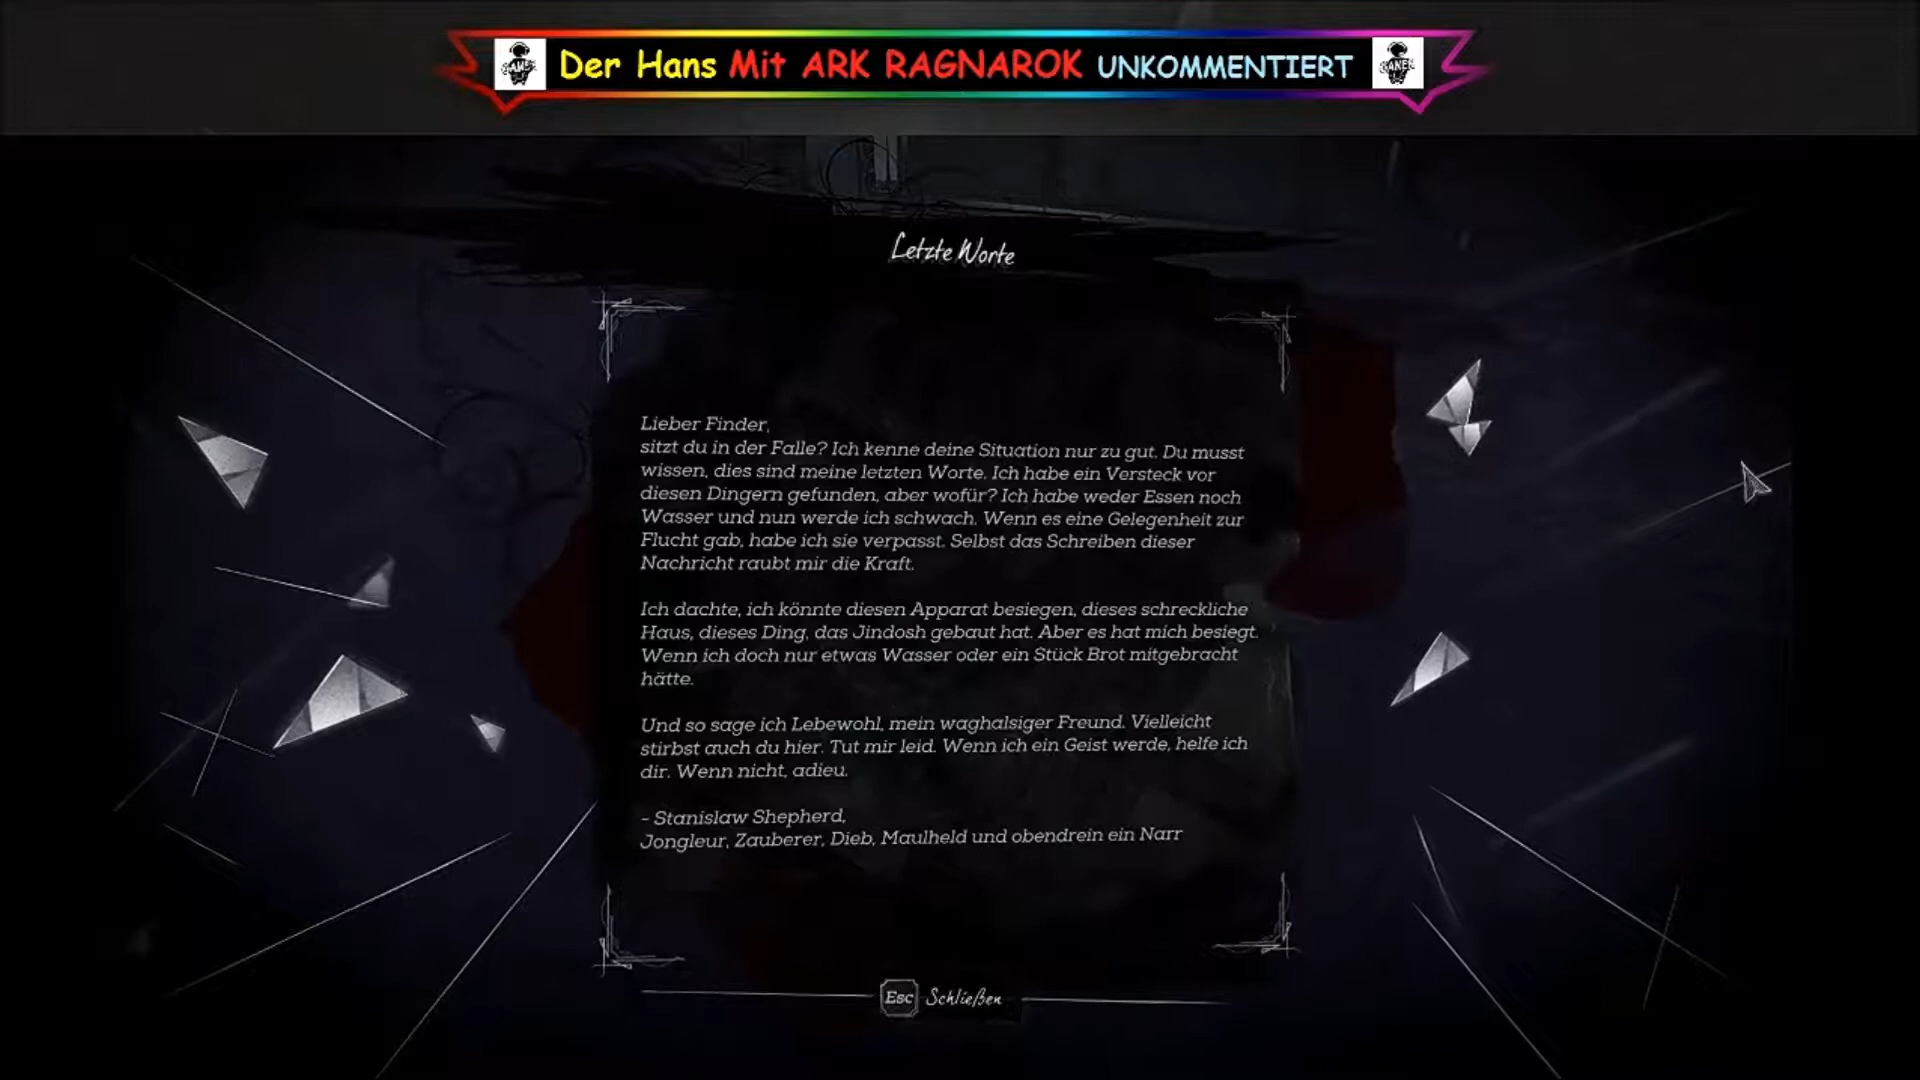 Der Hans Mit ARK RAGNAROK UNKOMMENTIERT
Letzte Worte
Lieber Finder,
sitzt du in der Falle? Ich kenne deine Situation nur zu gut. Du musst
wissen, dies sind meine letzten Worte. Ich habe ein Versteck vor
diesen Dingern gefunden, aber wofür? Ich habe weder Essen noch
Wasser und nun werde ich schwach. Wenn es eine Gelegenheit zur
Flucht gab, habe ich sie verpasst. Selbst das Schreiben dieser
Nachricht raubt mir die Kraft.
Ich dachte, ich könnte diesen Apparat besiegen, dieses schreckliche
Haus, dieses Ding, das Jindosh gebaut hat. Aber es hat mich besiegt.
Wenn ich doch nur etwas Wasser oder ein Stück Brot mitgebracht
hätte.
Und so sage ich Lebewohl, mein waghalsiger Freund. Vielleicht
stirbst auch du hier. Tut mir leid. Wenn ich ein Geist werde, helfe ich
dir. Wenn nicht, adieu.
- Stanislaw Shepherd,
Jongleur, Zauberer, Dieb, Maulheld und obendrein ein Narr
Esc Schließen